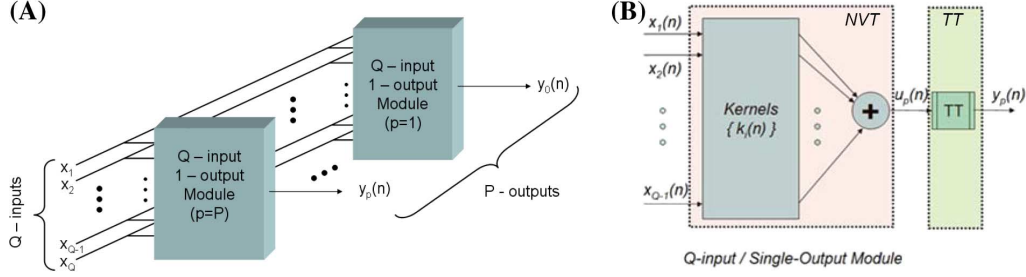 (A)
Q – input
1 – output
Module
(p=1)
y0(n)
Q – input
1 – output
Module
(p=P)
yp(n)
P - outputs
Q – inputs
x1
x2
xQ-1
xQ
(B)
NVT
TT
x1(n)
x2(n)
xQ-1(n)
Kernels
{ ki(n) }
+
up(n)
TT
yp(n)
Q-input / Single-Output Module